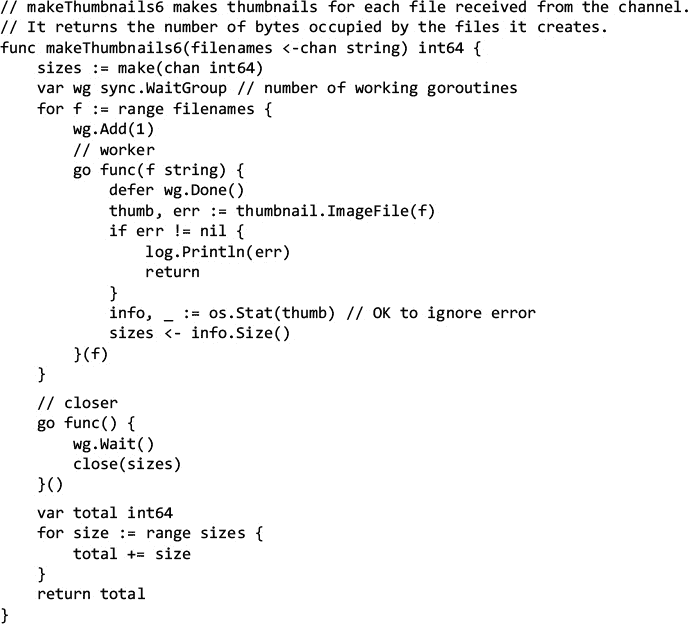 // makeThumbnails6 makes thumbnails for each file received from the channel.
// It returns the number of bytes occupied by the files it creates.
func makeThumbnails6(filenames <-chan string) int64 {
    sizes := make(chan int64)
    var wg sync.WaitGroup // number of working goroutines
    for f := range filenames {
        wg.Add(1)
        // worker
        go func(f string) {
            defer wg.Done()
            thumb, err := thumbnail.ImageFile(f)
            if err != nil {
                log.Println(err)
                return
            }
            info, _ := os.Stat(thumb) // OK to ignore error
            sizes <- info.Size()
        }(f)
    }
    // closer
    go func() {
        wg.Wait()
        close(sizes)
    }()
    var total int64
    for size := range sizes {
        total += size
    }
    return total
}